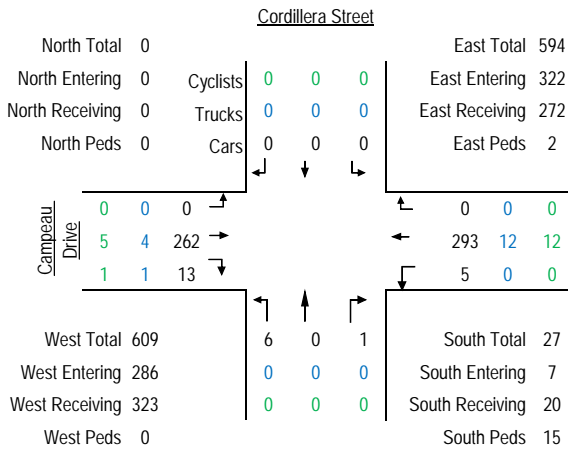 Cordillera Street
North Total 0
East Total 594
North Entering 0
Cyclists 0 0 0
East Entering 322
North Receiving 0
Trucks 0 0 0
East Receiving 272
North Peds 0
Cars 0 0 0
East Peds 2
Campeau
Drive
0 0 0
0 0 0
5 4 262
293 12 12
1 1 13
5 0 0
West Total 609
6 0 1
South Total 27
West Entering 286
0 0 0
South Entering 7
West Receiving 323
0 0 0
South Receiving 20
West Peds 0
South Peds 15